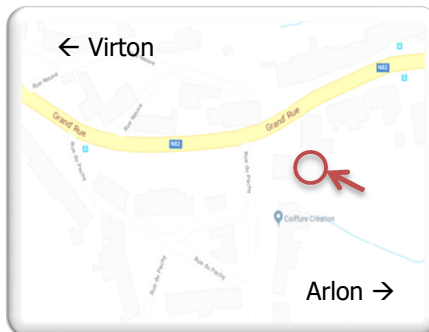 ← Virton
Rue Neuve
Rue Neuve
N82
Grand' Rue
Grand' Rue
N82
Rue du Pachy
Coiffure Création
Rue du Pachy
Rue du Pachy
Arlon →